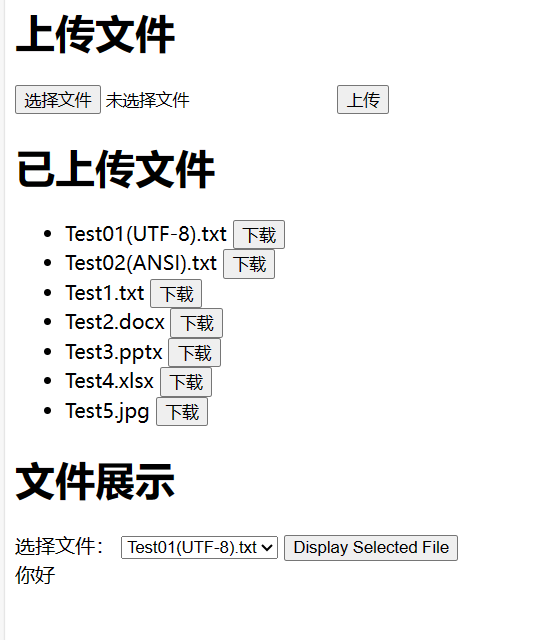 上传文件
选择文件 未选择文件 上传
已上传文件
Test01(UTF-8).txt 下载
Test02(ANSI).txt 下载
Test1.txt 下载
Test2.docx 下载
Test3.pptx 下载
Test4.xlsx 下载
Test5.jpg 下载
文件展示
选择文件： Test01(UTF-8).txt Display Selected File
你好